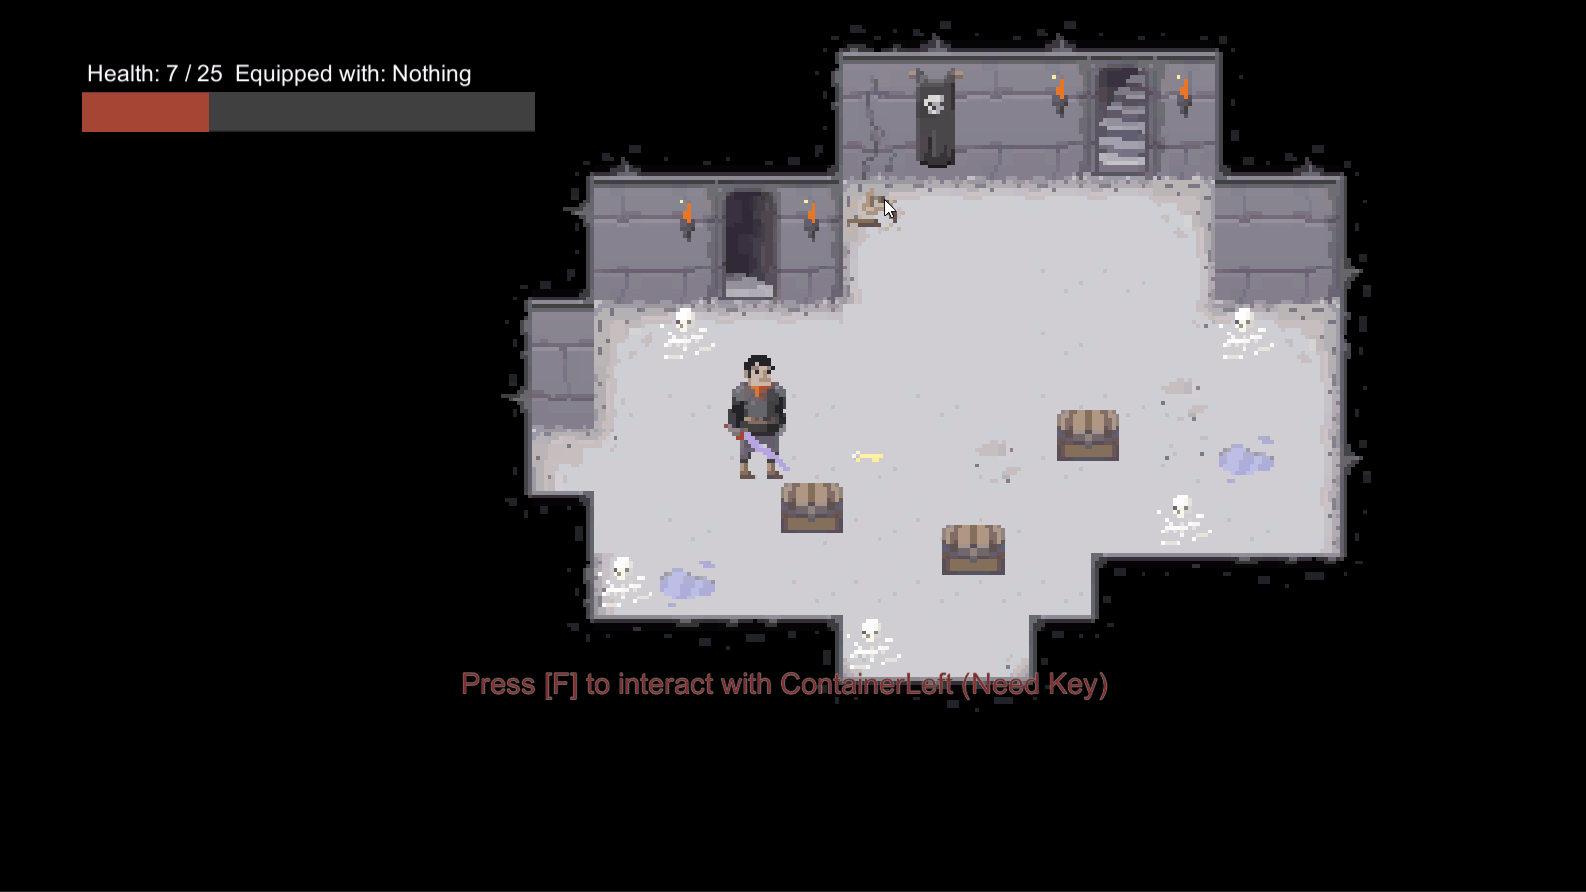 Health: 7 / 25  Equipped with: Nothing
Press [F] to interact with ContainerLeft (Need Key)